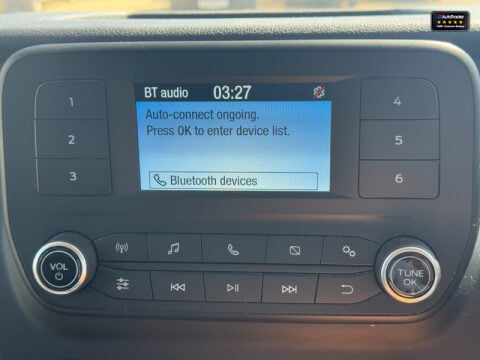 AutoTrader
BT audio 03:27
Auto-connect ongoing.
Press OK to enter device list.
Bluetooth devices
1
2
3
4
5
6
VOL
TUNE
OK